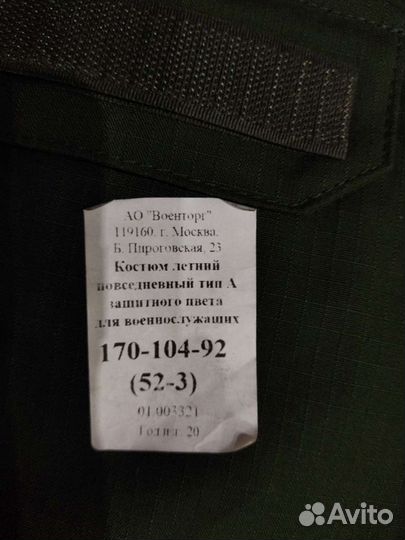 АО "Военторг"
119160. г. Москва.
Б. Пироговская, 23
Костюм летний
повседневный тип А
защитного цвета
для военнослужащих
170-104-92
(52-3)
01.003321
20
Avito